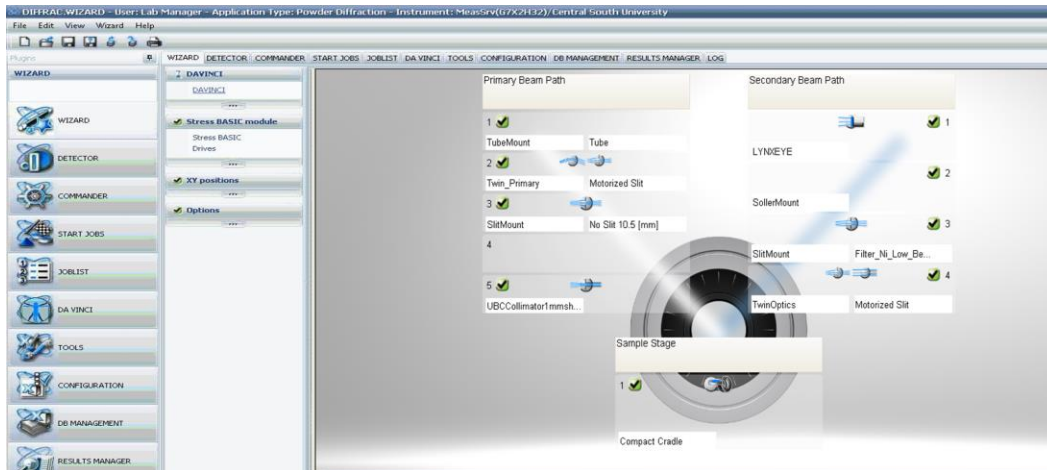 DIFFRAC.WIZARD - User: Lab Manager - Application Type: Powder Diffraction - Instrument: MeasSrv(G7X2H32)/Central South University
File Edit View Wizard Help
Plugins
WIZARD DETECTOR COMMANDER START JOBS JOBLIST DA VINCI TOOLS CONFIGURATION DB MANAGEMENT RESULTS MANAGER LOG
WIZARD
WIZARD
DETECTOR
COMMANDER
START JOBS
JOBLIST
DA VINCI
TOOLS
CONFIGURATION
DB MANAGEMENT
RESULTS MANAGER
DAVINCI
DAVINCI
Stress BASIC module
Stress BASIC
Drives
XY positions
Options
Primary Beam Path
1
TubeMount Tube
2
Twin_Primary Motorized Slit
3
SlitMount No Slit 10.5 [mm]
4
5
UBCCollimator1mmsh...
Secondary Beam Path
1
LYNXEYE
2
SollerMount
3
SlitMount Filter_Ni_Low_Be...
4
TwinOptics Motorized Slit
Sample Stage
1
Compact Cradle